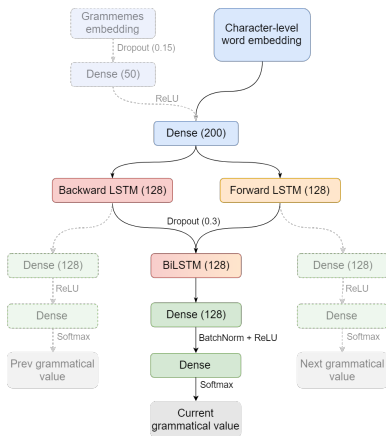 Grammemes
embedding
Character-level
word embedding
Dropout (0.15)
Dense (50)
ReLU
Dense (200)
Backward LSTM (128)
Forward LSTM (128)
Dropout (0.3)
Dense (128)
BiLSTM (128)
Dense (128)
ReLU
Dense (128)
ReLU
BatchNorm + ReLU
Dense
Dense
Dense
Softmax
Softmax
Softmax
Prev grammatical
value
Current
grammatical value
Next grammatical
value